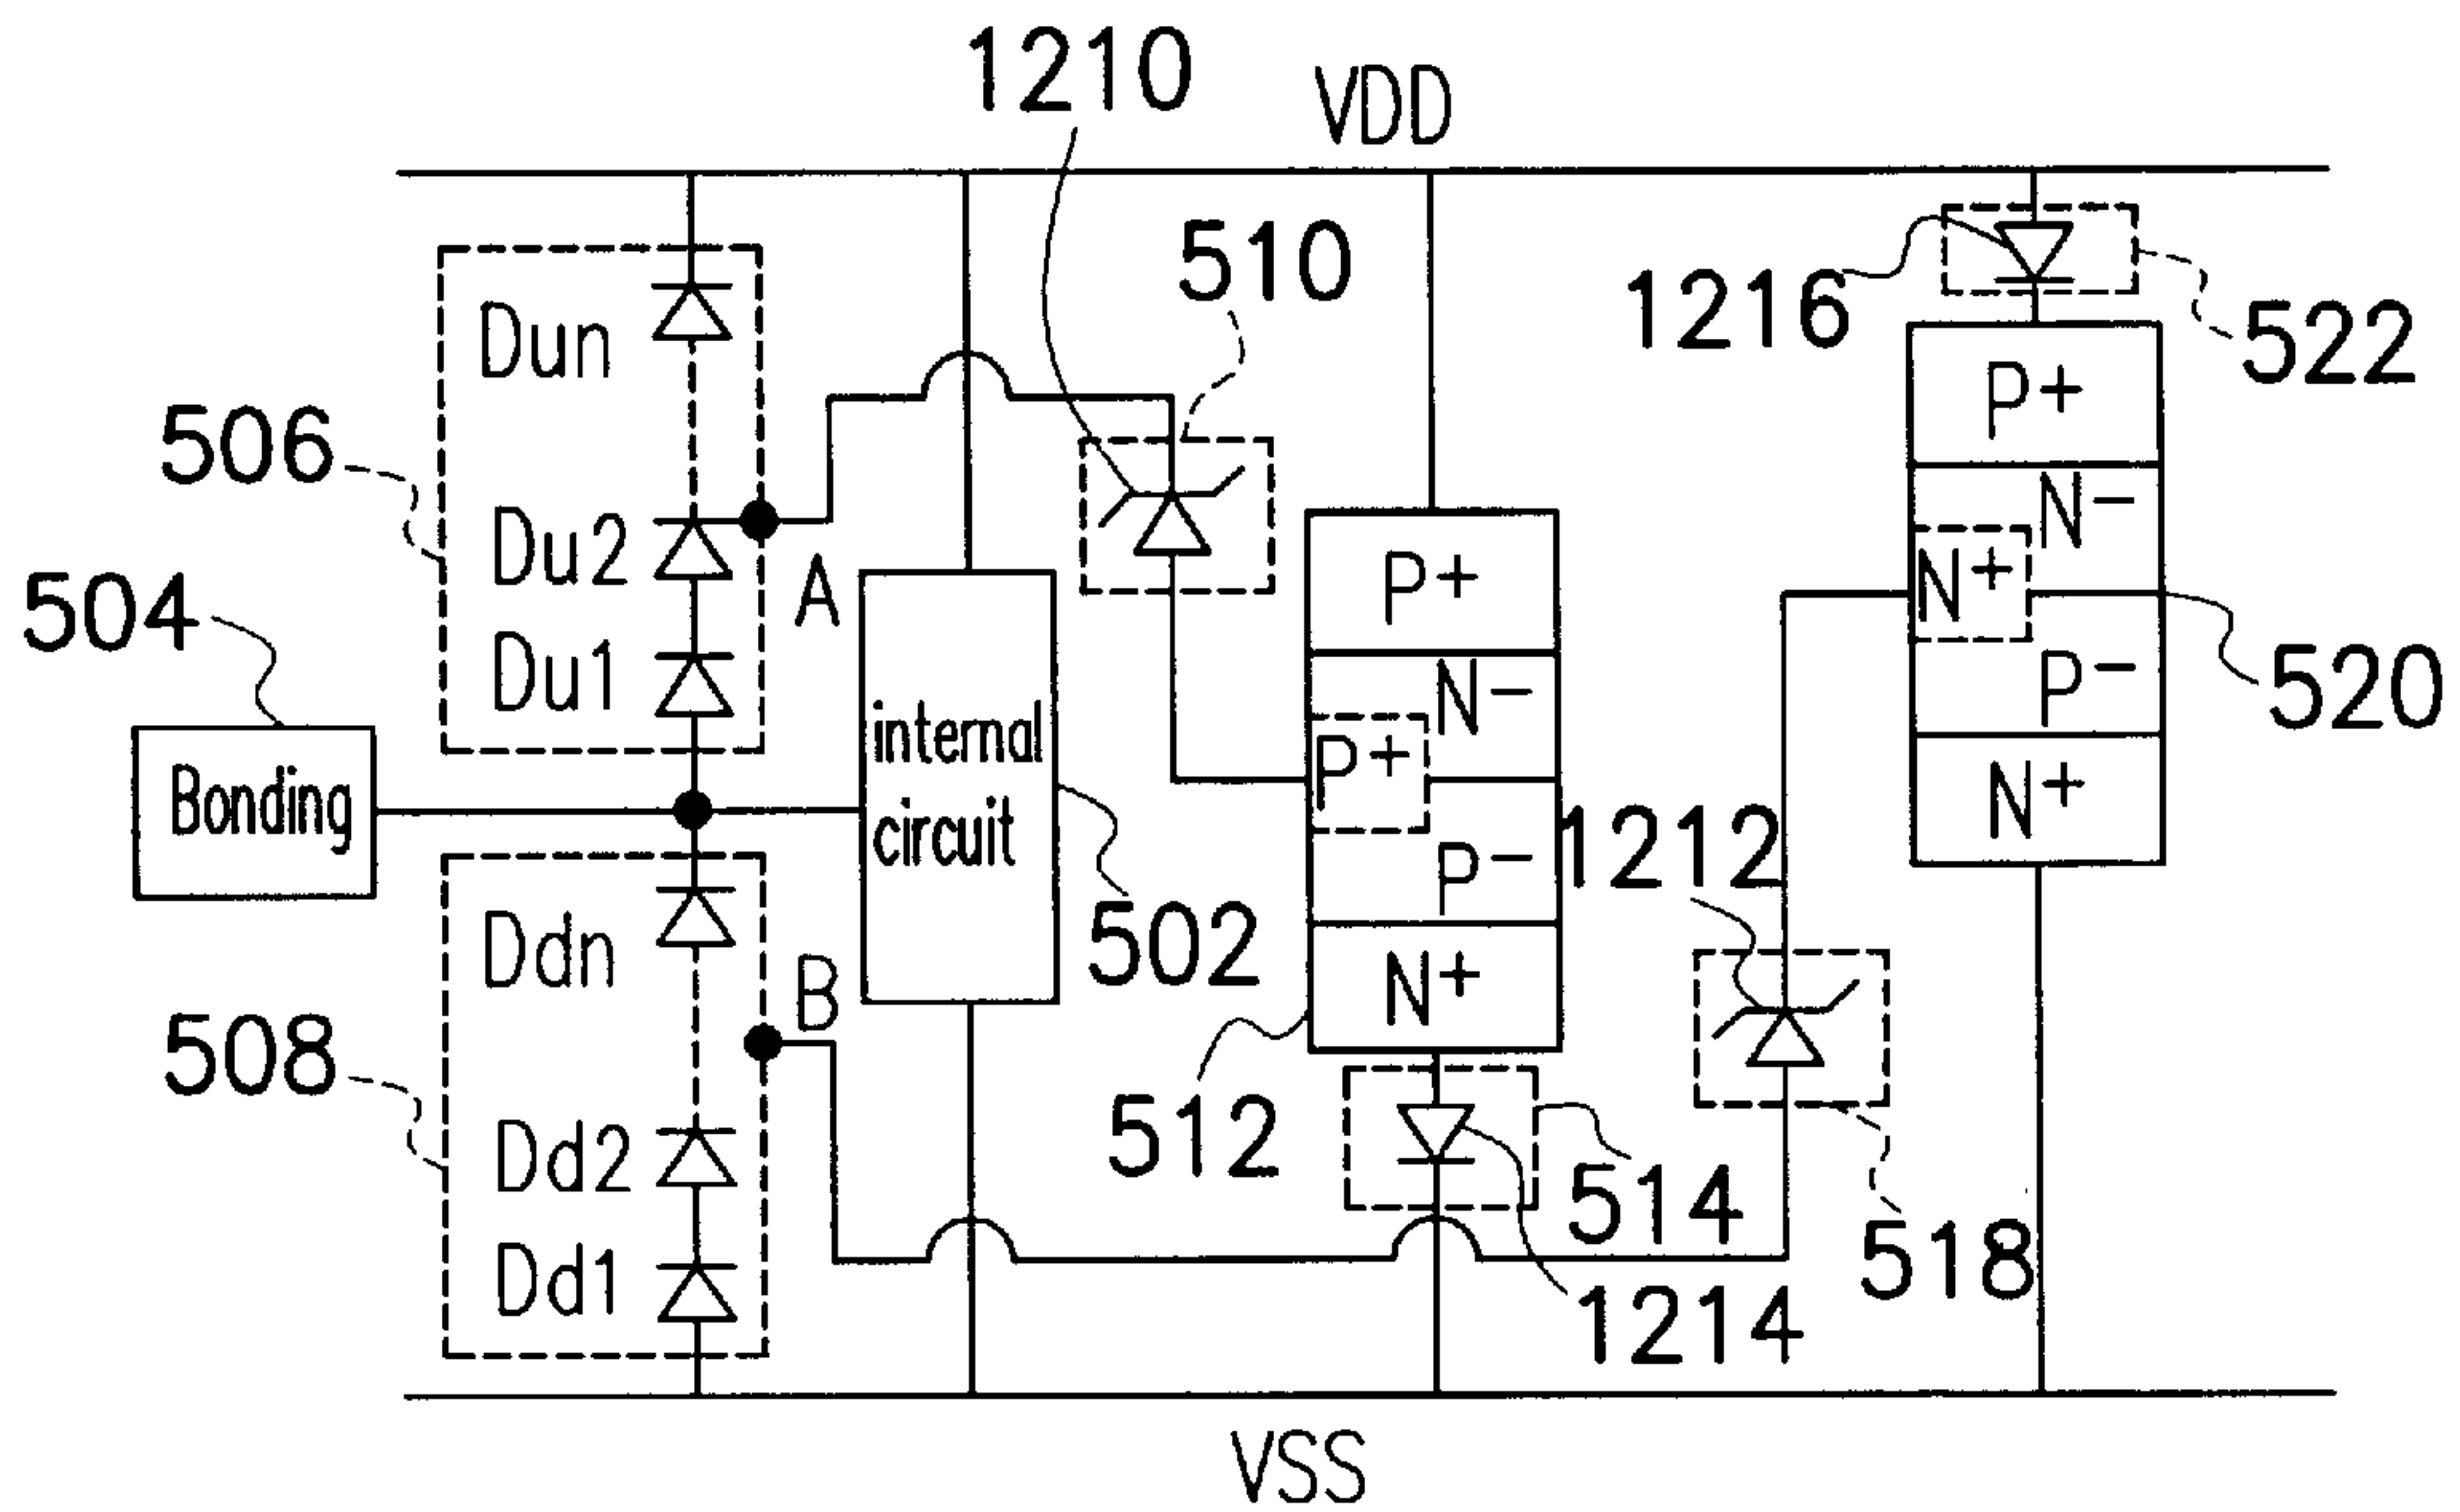 1210
VDD
510
1216
522
Dun
506
P+
N-
Du2
A
N+
P+
504
Du1
N-
P-
520
internal
circuit
Bonding
P+
N+
1212
P-
Ddn
502
B
N+
508
512
Dd2
514
518
Dd1
1214
VSS